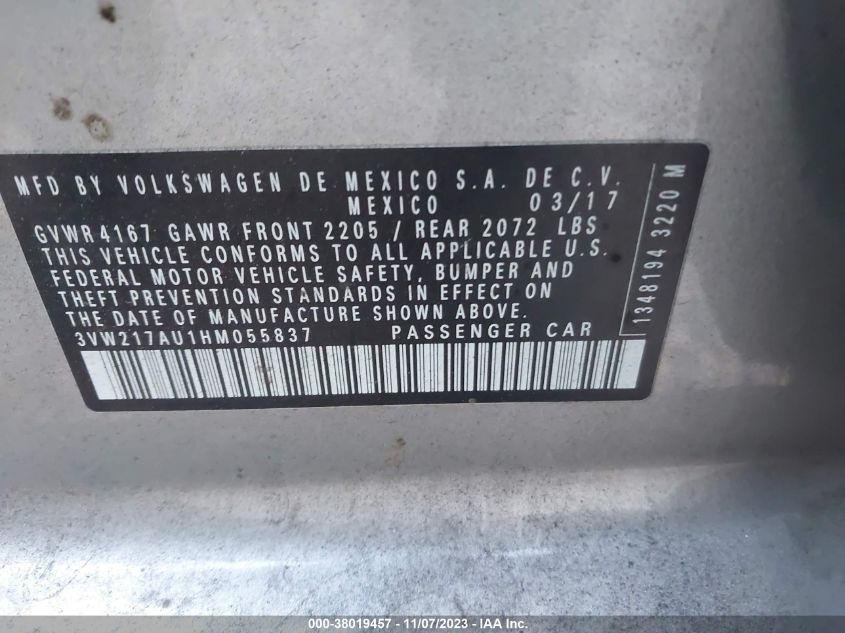 MFD BY VOLKSWAGEN DE MEXICO S.A. DE C.V.
MEXICO 03/17
GVWR 4167 GAWR FRONT 2205 / REAR 2072 LBS
THIS VEHICLE CONFORMS TO ALL APPLICABLE U.S.
FEDERAL MOTOR VEHICLE SAFETY, BUMPER AND
THEFT PREVENTION STANDARDS IN EFFECT ON
THE DATE OF MANUFACTURE SHOWN ABOVE.
3VW217AU1HM055837 PASSENGER CAR
1348194 3220 M
000-38019457 - 11/07/2023 - IAA Inc.